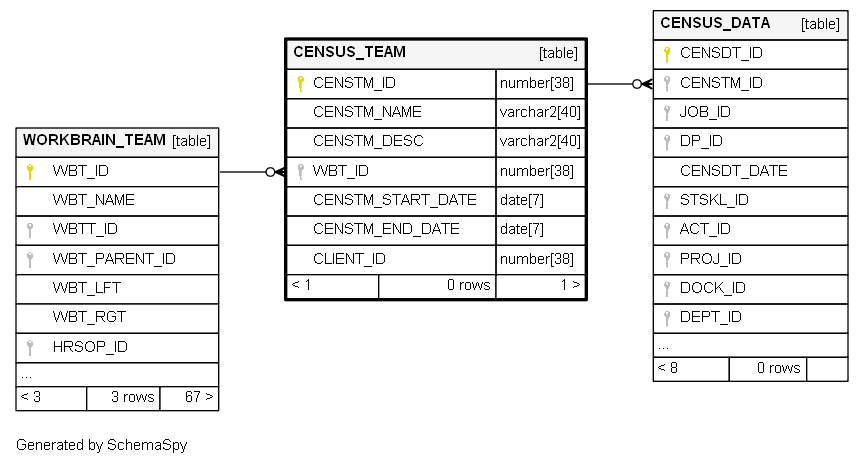 WORKBRAIN_TEAM [table]
WBT_ID
WBT_NAME
WBTT_ID
WBT_PARENT_ID
WBT_LFT
WBT_RGT
HRSOP_ID
...
< 3 3 rows 67 >
CENSUS_TEAM [table]
CENSTM_ID number[38]
CENSTM_NAME varchar2[40]
CENSTM_DESC varchar2[40]
WBT_ID number[38]
CENSTM_START_DATE date[7]
CENSTM_END_DATE date[7]
CLIENT_ID number[38]
< 1 0 rows 1 >
CENSUS_DATA [table]
CENSDT_ID
CENSTM_ID
JOB_ID
DP_ID
CENSDT_DATE
STSKL_ID
ACT_ID
PROJ_ID
DOCK_ID
DEPT_ID
...
< 8 0 rows
Generated by SchemaSpy